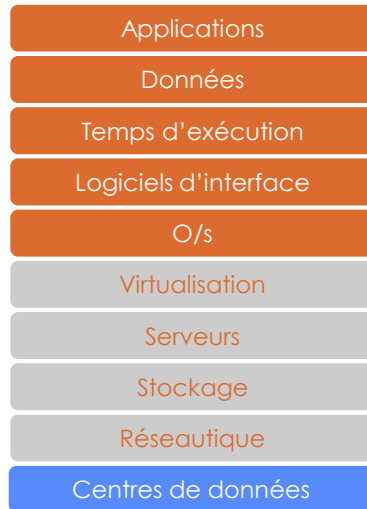 Applications
Données
Temps d’exécution
Logiciels d’interface
O/s
Virtualisation
Serveurs
Stockage
Réseautique
Centres de données